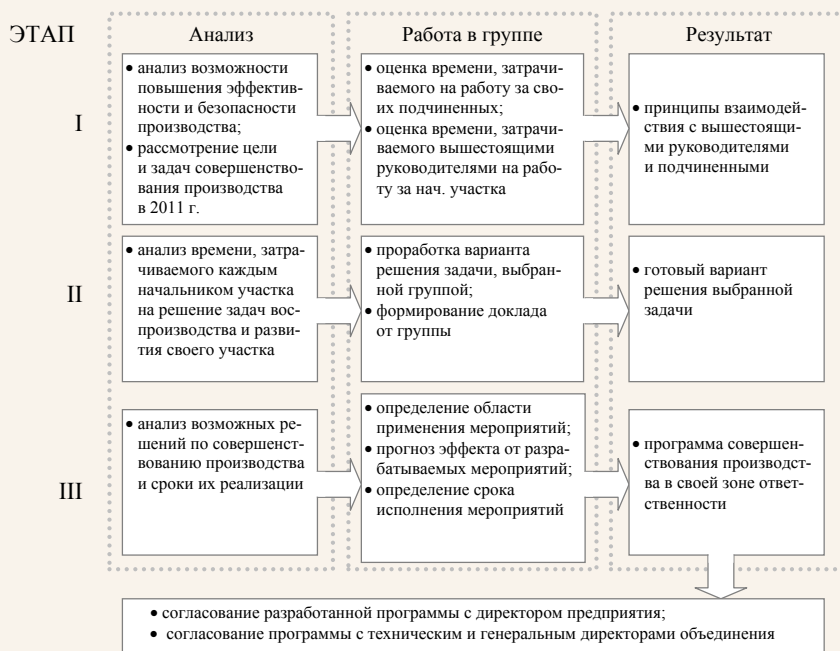 ЭТАП
Анализ
Работа в группе
Результат
I
• анализ возможности
повышения эффектив-
ности и безопасности
производства;
• рассмотрение цели
и задач совершенство-
вания производства
в 2011 г.
• оценка времени, затрачи-
ваемого на работу за сво-
их подчиненных;
• оценка времени, затрачи-
ваемого вышестоящими
руководителями на рабо-
ту за нач. участка
• принципы взаимодей-
ствия с вышестоящи-
ми руководителями
и подчиненными
II
• анализ времени, затра-
чиваемого каждым
начальником участка
на решение задач вос-
производства и разви-
тия своего участка
• проработка варианта
решения задачи, выбран-
ной группой;
• формирование доклада
от группы
• готовый вариант
решения выбранной
задачи
III
• анализ возможных ре-
шений по совершенст-
вованию производства
и сроки их реализации
• определение области
применения мероприятий;
• прогноз эффекта от разра-
батываемых мероприятий;
• определение срока
исполнения мероприятий
• программа совершен-
ствования производст-
ва в своей зоне ответ-
ственности
• согласование разработанной программы с директором предприятия;
• согласование программы с техническим и генеральным директорами объединения